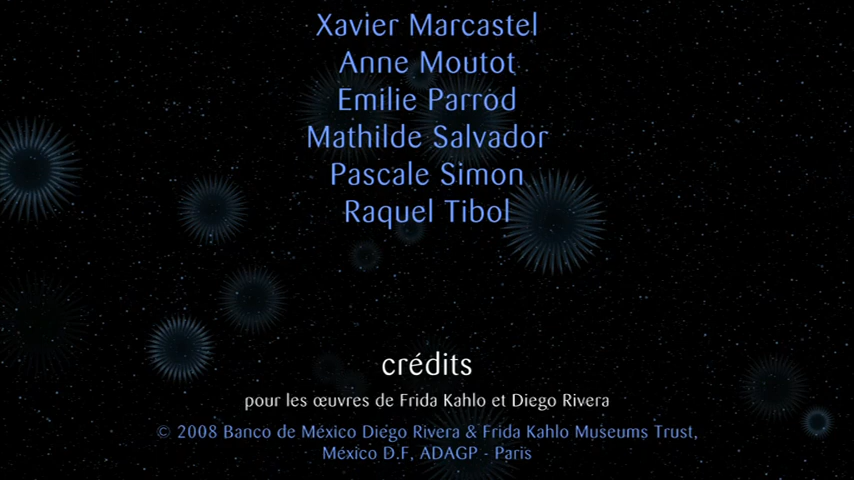 Xavier Marcastel
Anne Moutot
Emilie Parrod
Mathilde Salvador
Pascale Simon
Raquel Tibol
crédits
pour les œuvres de Frida Kahlo et Diego Rivera
© 2008 Banco de México Diego Rivera & Frida Kahlo Museums Trust,
México D.F, ADAGP - Paris